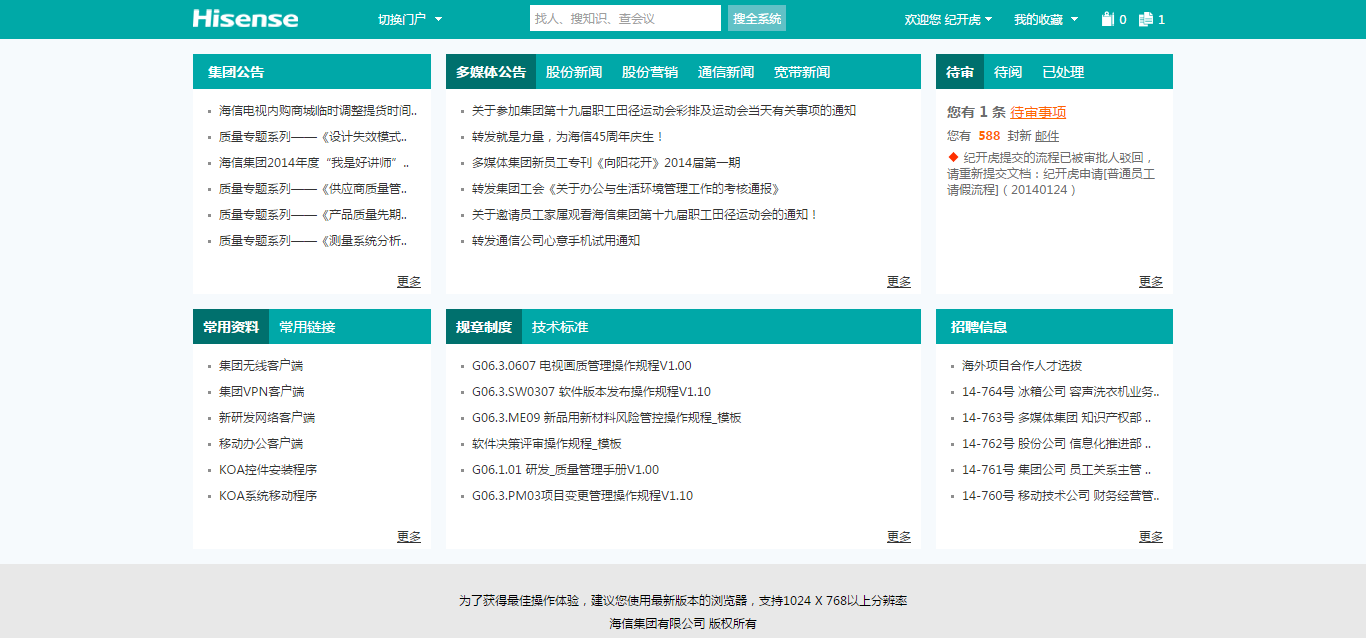 Hisense 切换门户 找人、搜知识、查会议 搜全系统 欢迎您 纪开虎 我的收藏 0 1
集团公告
海信电视内购商城临时调整提货时间..
质量专题系列——《设计失效模式..
海信集团2014年度“我是好讲师”..
质量专题系列——《供应商质量管..
质量专题系列——《产品质量先期..
质量专题系列——《测量系统分析..
更多
多媒体公告 股份新闻 股份营销 通信新闻 宽带新闻
关于参加集团第十九届职工田径运动会彩排及运动会当天有关事项的通知
转发就是力量，为海信45周年庆生！
多媒体集团新员工专刊《向阳花开》2014届第一期
转发集团工会《关于办公与生活环境管理工作的考核通报》
关于邀请员工家属观看海信集团第十九届职工田径运动会的通知！
转发通信公司心意手机试用通知
更多
待审 待阅 已处理
您有 1 条 待审事项
您有 588 封新 邮件
纪开虎提交的流程已被审批人驳回，
请重新提交文档：纪开虎申请[普通员工
请假流程]（20140124）
更多
常用资料 常用链接
集团无线客户端
集团VPN客户端
新研发网络客户端
移动办公客户端
KOA控件安装程序
KOA系统移动程序
更多
规章制度 技术标准
G06.3.0607 电视画质管理操作规程V1.00
G06.3.SW0307 软件版本发布操作规程V1.10
G06.3.ME09 新品用新材料风险管控操作规程_模板
软件决策评审操作规程_模板
G06.1.01 研发_质量管理手册V1.00
G06.3.PM03项目变更管理操作规程V1.10
更多
招聘信息
海外项目合作人才选拔
14-764号 冰箱公司 容声洗衣机业务..
14-763号 多媒体集团 知识产权部 ..
14-762号 股份公司 信息化推进部 ..
14-761号 集团公司 员工关系主管 ..
14-760号 移动技术公司 财务经营管..
更多
为了获得最佳操作体验，建议您使用最新版本的浏览器，支持1024 X 768以上分辨率
海信集团有限公司 版权所有